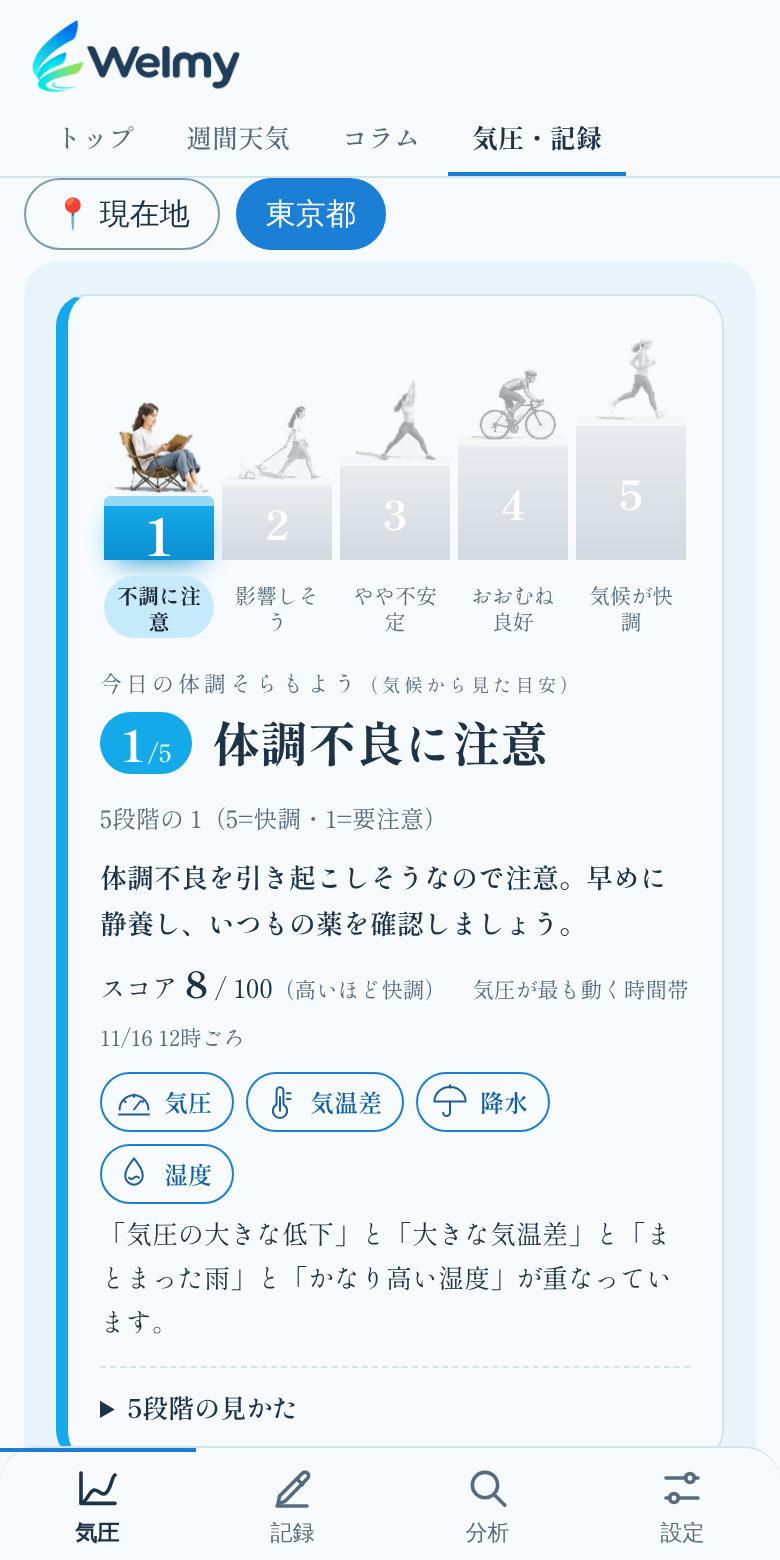 Welmy
トップ 週間天気 コラム 気圧・記録
📍 現在地 東京都
1 2 3 4 5
不調に注意 影響しそう やや不安定 おおむね良好 気候が快調
今日の体調そらもよう（気候から見た目安）
1/5 体調不良に注意
5段階の 1（5=快調・1=要注意）
体調不良を引き起こしそうなので注意。早めに
静養し、いつもの薬を確認しましょう。
スコア 8 / 100（高いほど快調） 気圧が最も動く時間帯
11/16 12時ごろ
気圧 気温差 降水
湿度
「気圧の大きな低下」と「大きな気温差」と「ま
とまった雨」と「かなり高い湿度」が重なってい
ます。
▶ 5段階の見かた
気圧 記録 分析 設定